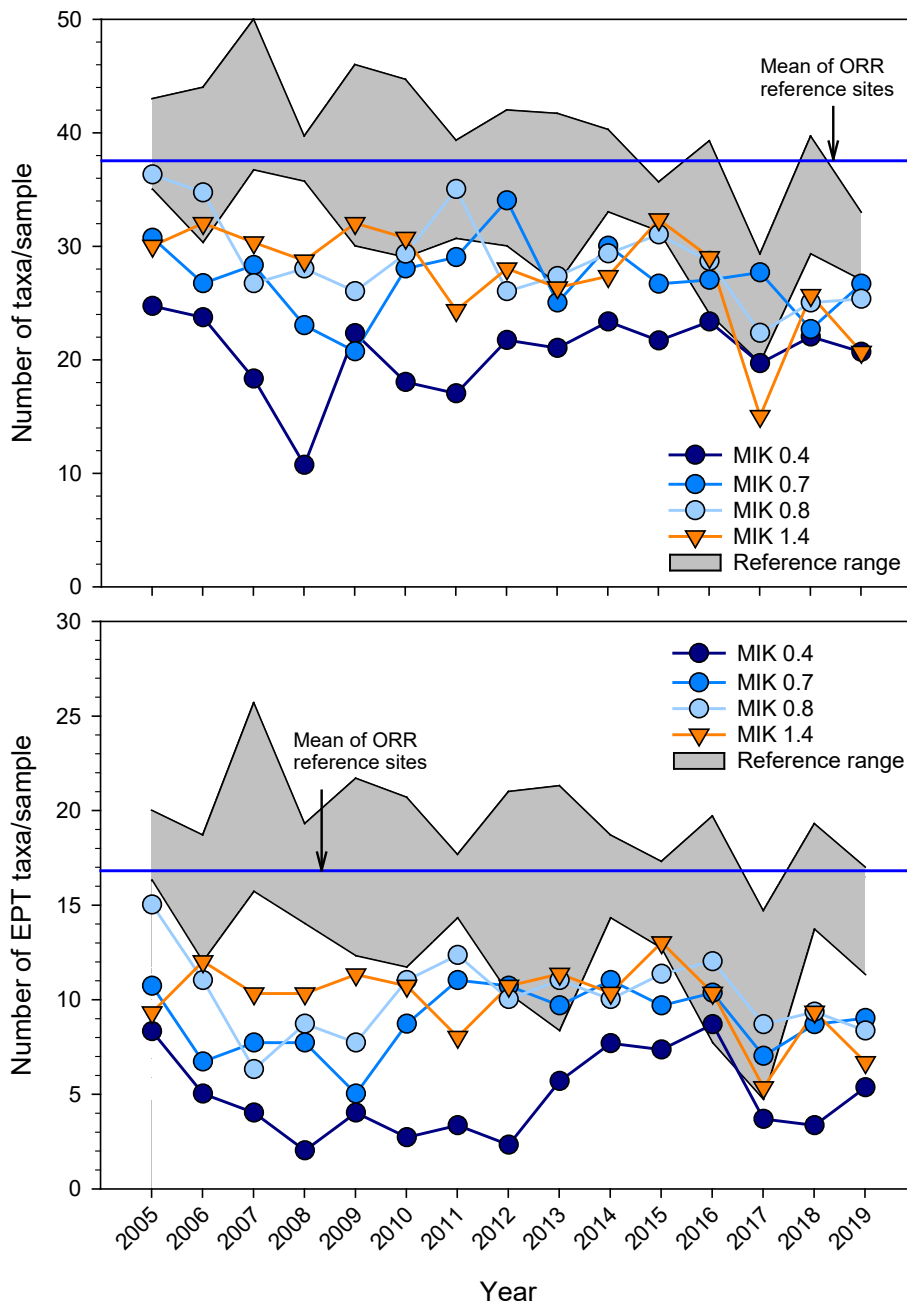 50
40
30
20
10
0
Number of taxa/sample
Mean of ORR
reference sites
MIK 0.4
MIK 0.7
MIK 0.8
MIK 1.4
Reference range
30
25
20
15
10
5
0
Number of EPT taxa/sample
Mean of ORR
reference sites
MIK 0.4
MIK 0.7
MIK 0.8
MIK 1.4
Reference range
2005
2006
2007
2008
2009
2010
2011
2012
2013
2014
2015
2016
2017
2018
2019
Year